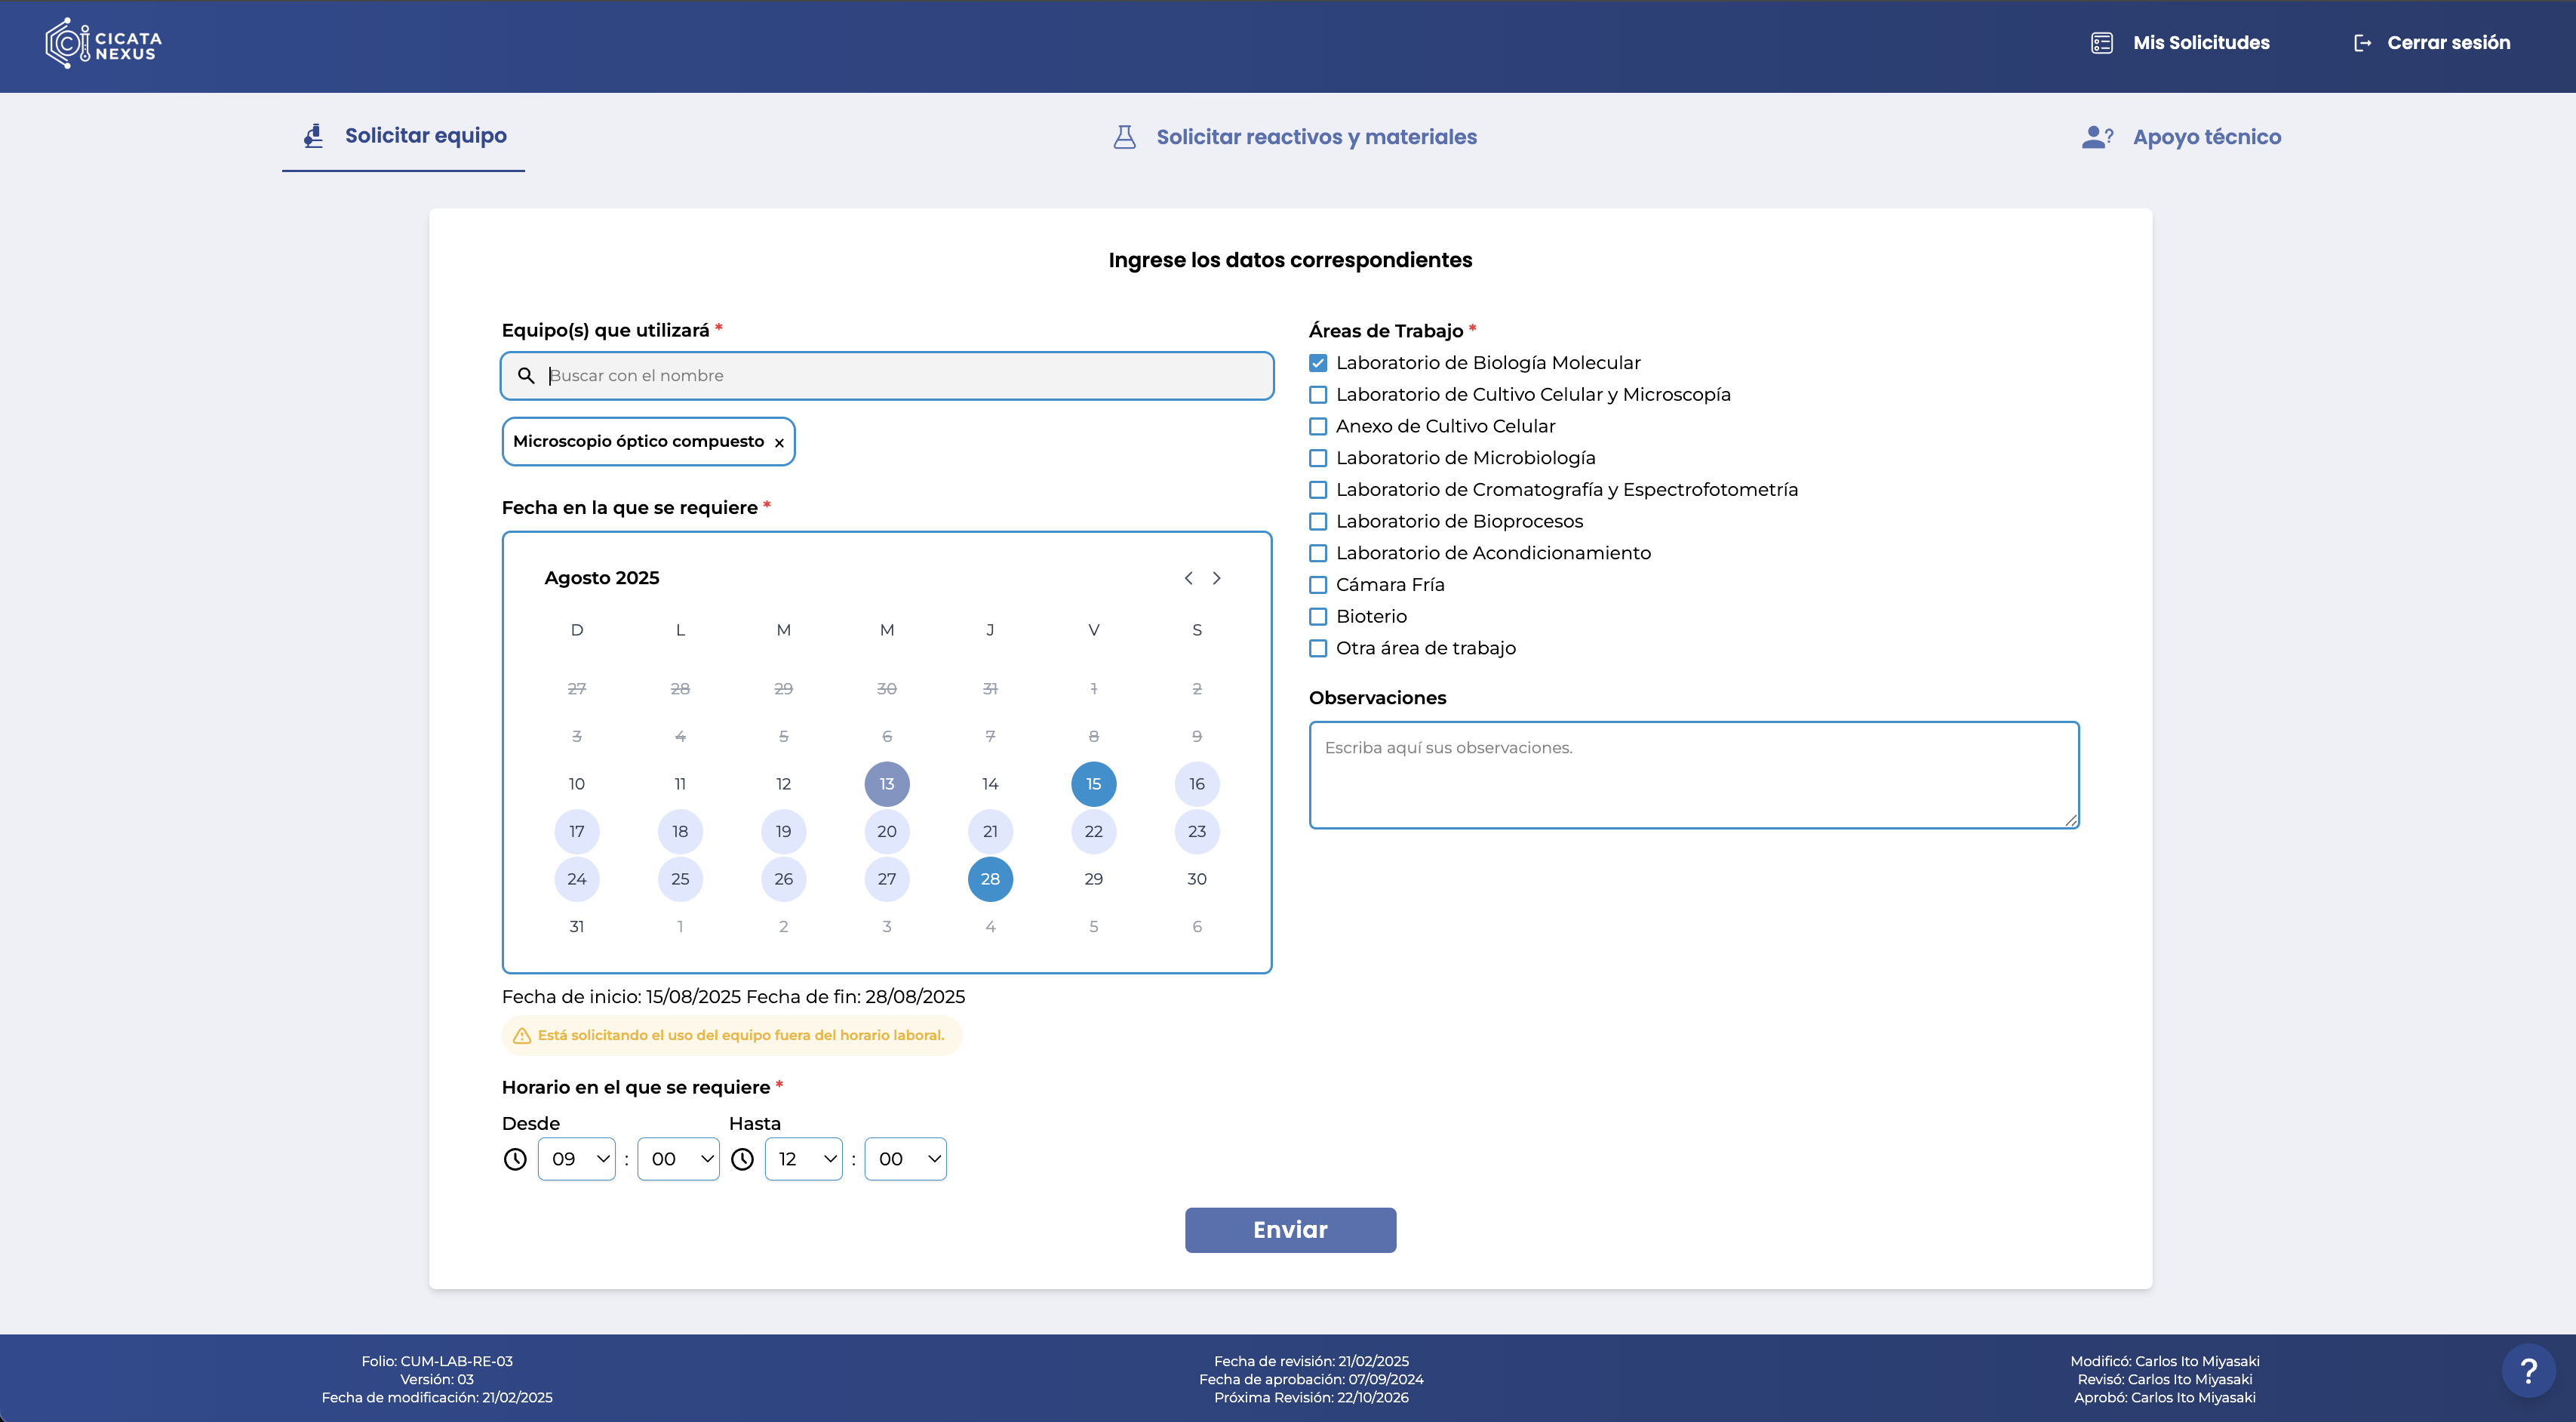 CICATA
NEXUS
Mis Solicitudes
Cerrar sesión
Solicitar equipo
Solicitar reactivos y materiales
Apoyo técnico
Ingrese los datos correspondientes
Equipo(s) que utilizará *
Buscar con el nombre
Microscopio óptico compuesto ×
Fecha en la que se requiere *
Agosto 2025
D L M M J V S
27 28 29 30 31 1 2
3 4 5 6 7 8 9
10 11 12 13 14 15 16
17 18 19 20 21 22 23
24 25 26 27 28 29 30
31 1 2 3 4 5 6
Fecha de inicio: 15/08/2025 Fecha de fin: 28/08/2025
Está solicitando el uso del equipo fuera del horario laboral.
Horario en el que se requiere *
Desde Hasta
09 : 00 12 : 00
Áreas de Trabajo *
Laboratorio de Biología Molecular
Laboratorio de Cultivo Celular y Microscopía
Anexo de Cultivo Celular
Laboratorio de Microbiología
Laboratorio de Cromatografía y Espectrofotometría
Laboratorio de Bioprocesos
Laboratorio de Acondicionamiento
Cámara Fría
Bioterio
Otra área de trabajo
Observaciones
Escriba aquí sus observaciones.
Enviar
Folio: CUM-LAB-RE-03
Versión: 03
Fecha de modificación: 21/02/2025
Fecha de revisión: 21/02/2025
Fecha de aprobación: 07/09/2024
Próxima Revisión: 22/10/2026
Modificó: Carlos Ito Miyasaki
Revisó: Carlos Ito Miyasaki
Aprobó: Carlos Ito Miyasaki
?